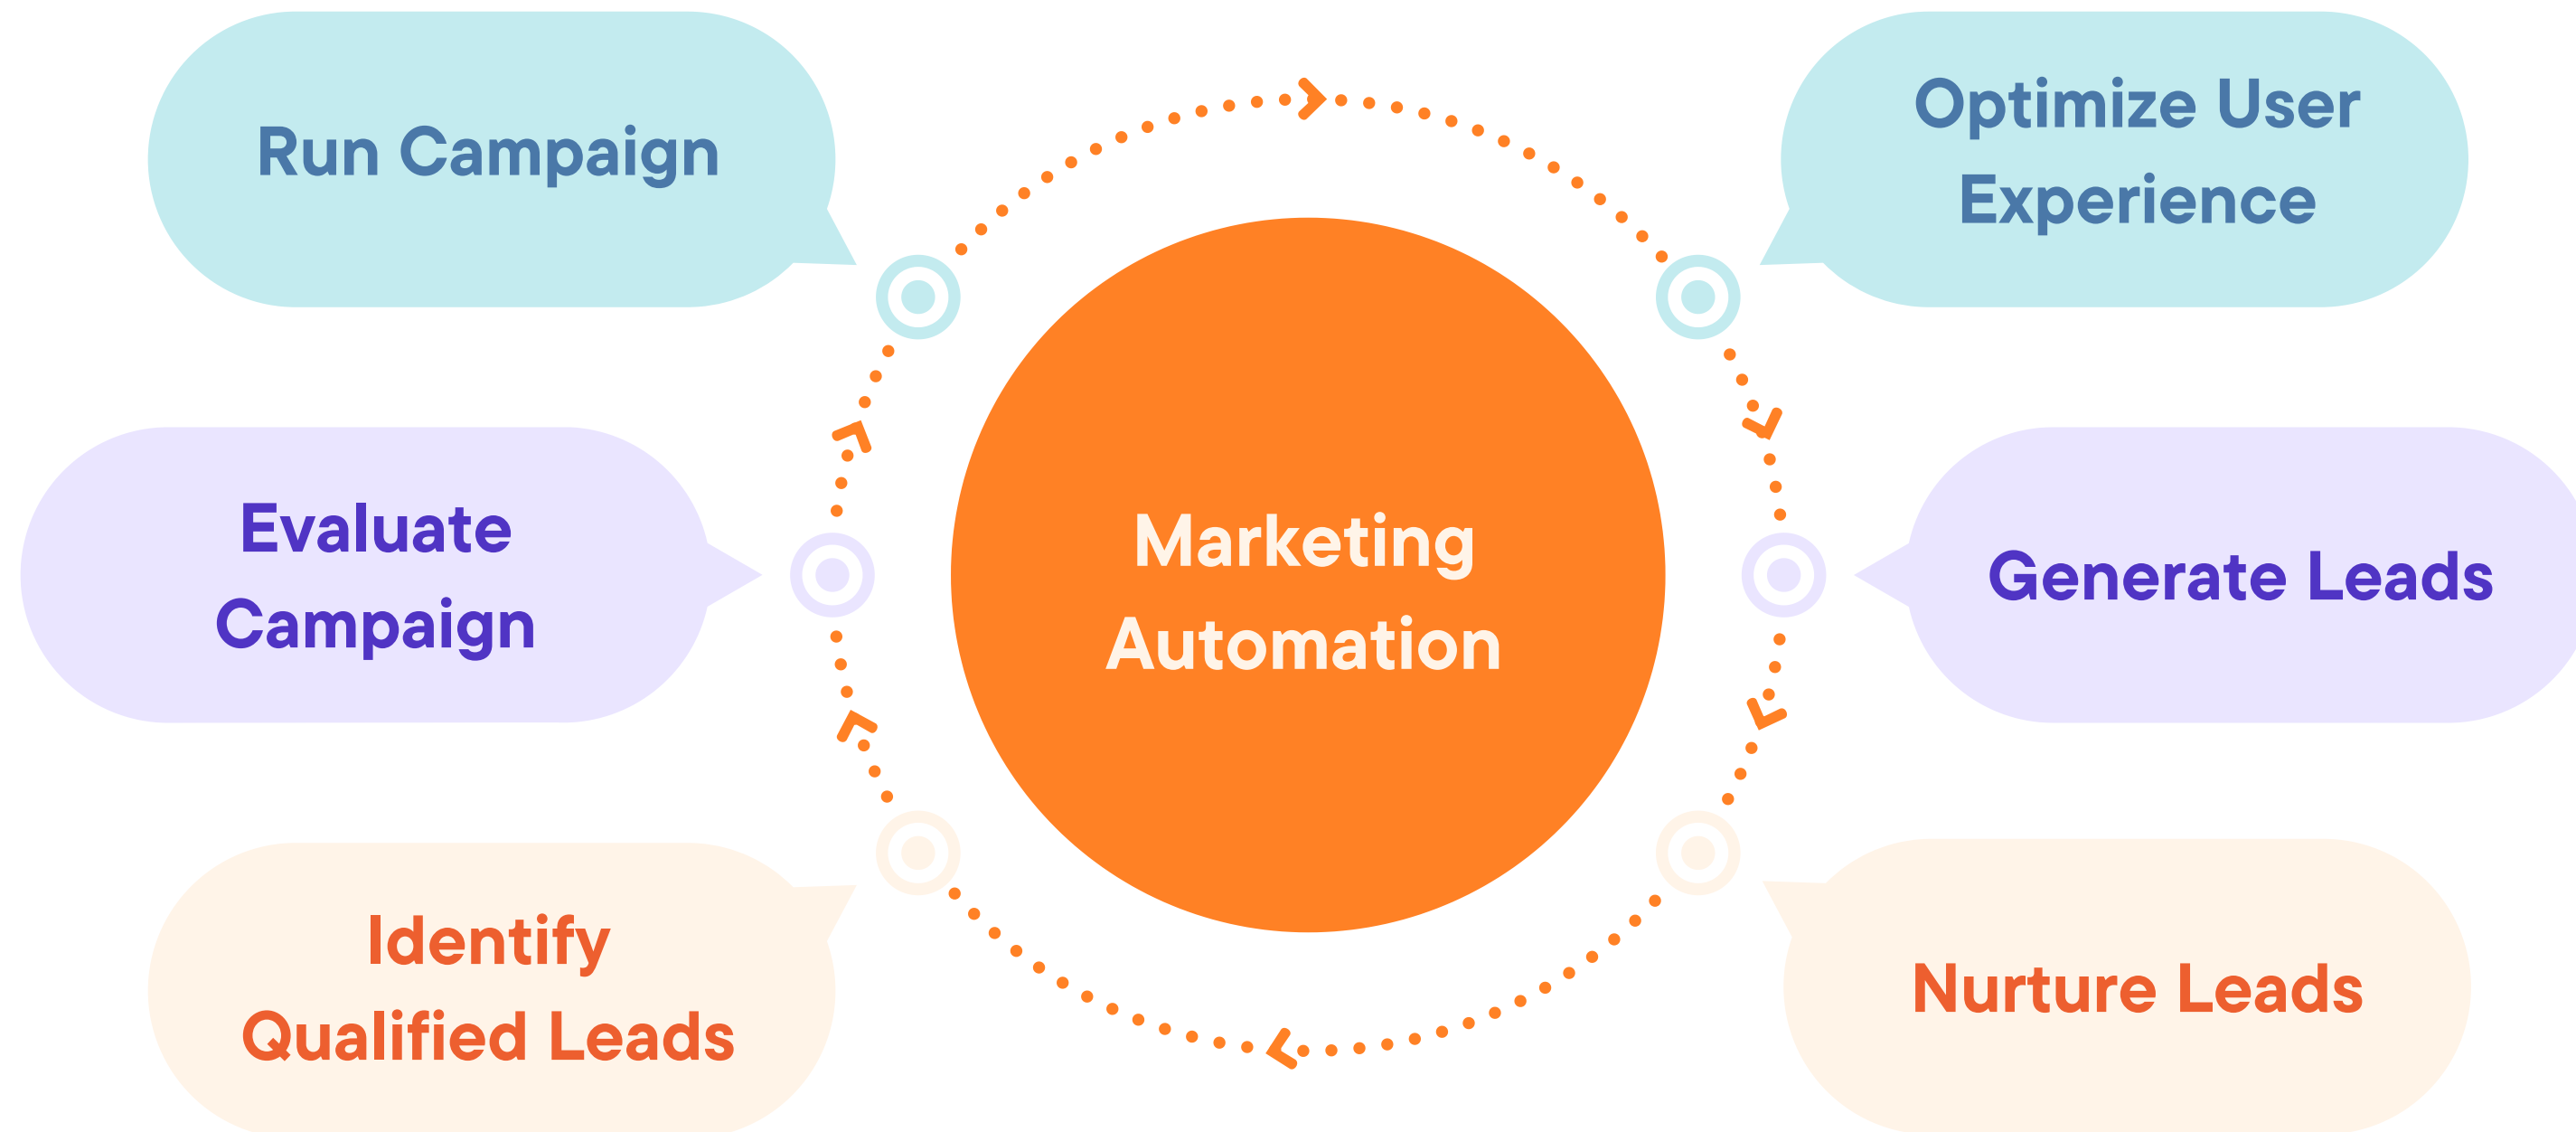 Run Campaign
Optimize User
Experience
Evaluate
Campaign
Marketing
Automation
Generate Leads
Identify
Qualified Leads
Nurture Leads